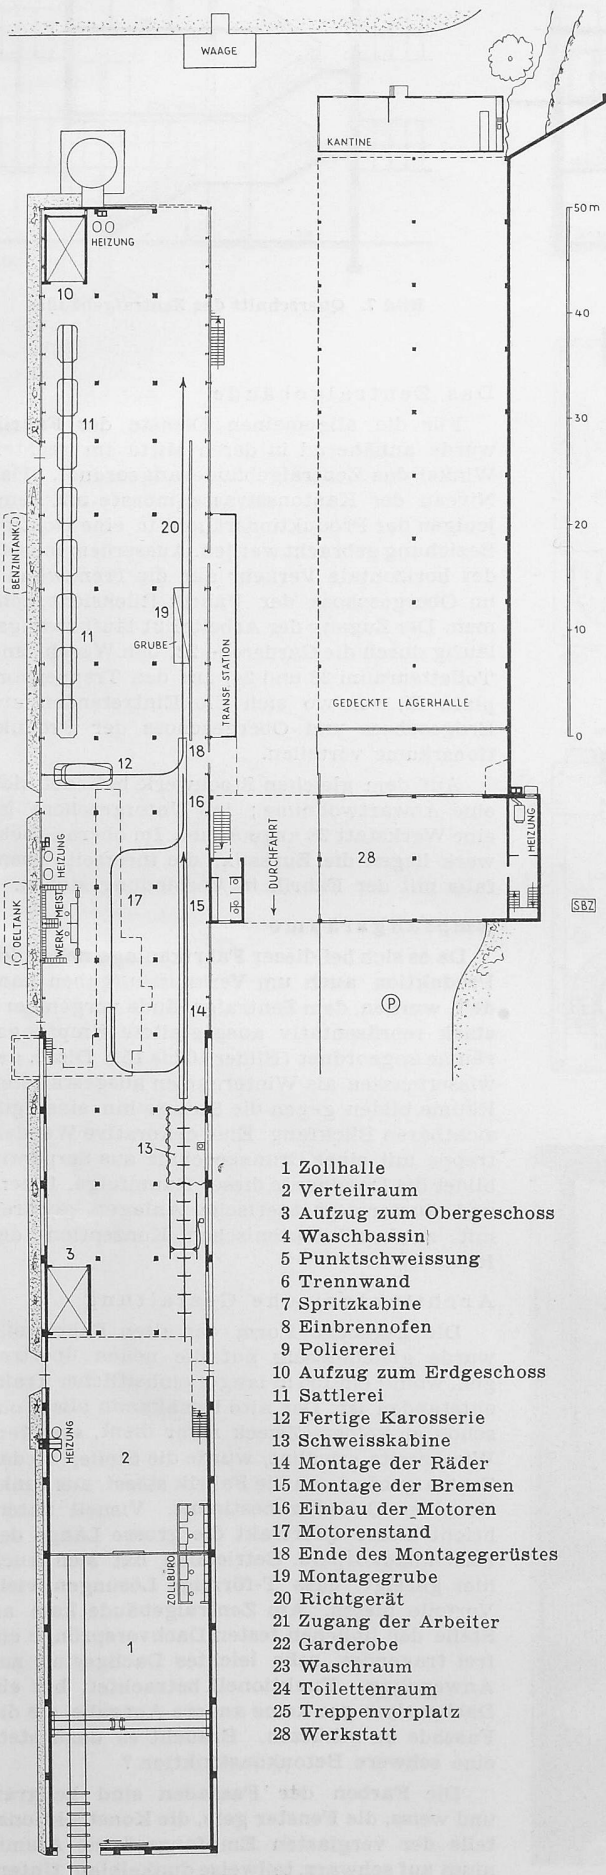 WAAGE
KANTINE
HEIZUNG
10
50 m
40
30
20
10
0
11
BENZINTANK
20
19
GRUBE
11
TRANSF. STATION
GEDECKTE LAGERHALLE
18
12
16
HEIZUNG
WERKMEIST.
OELTANK
17
15
DURCHFAHRT
28
HEIZUNG
SBZ
14
P
13
3
HEIZUNG
2
ZOLLBÜRO
1
1 Zollhalle
2 Verteilraum
3 Aufzug zum Obergeschoss
4 Waschbassin
5 Punktschweissung
6 Trennwand
7 Spritzkabine
8 Einbrennofen
9 Poliererei
10 Aufzug zum Erdgeschoss
11 Sattlerei
12 Fertige Karosserie
13 Schweisskabine
14 Montage der Räder
15 Montage der Bremsen
16 Einbau der Motoren
17 Motorenstand
18 Ende des Montagegerüstes
19 Montagegrube
20 Richtgerät
21 Zugang der Arbeiter
22 Garderobe
23 Waschraum
24 Toilettenraum
25 Treppenvorplatz
28 Werkstatt